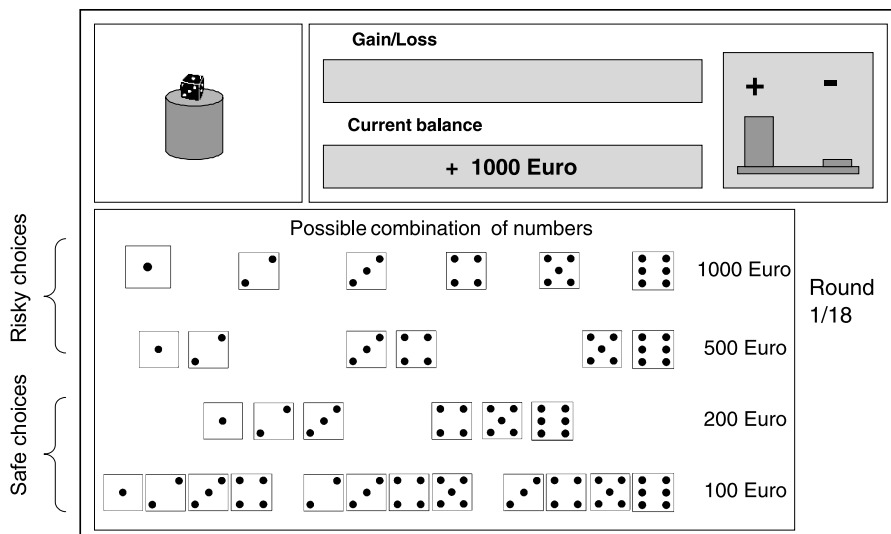 Gain/Loss
+ -
Current balance
+ 1000 Euro
Possible combination of numbers
Risky choices
1000 Euro
Round
1/18
500 Euro
Safe choices
200 Euro
100 Euro